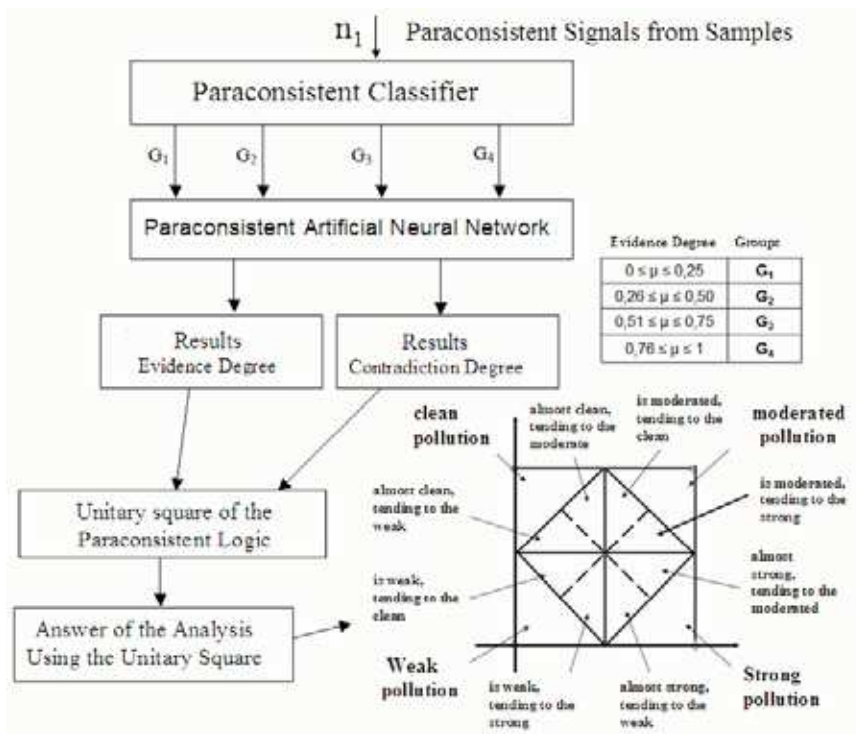 n1 Paraconsistent Signals from Samples
Paraconsistent Classifier
G1 G2 G3 G4
Paraconsistent Artificial Neural Network
Evidence Degree Groups
0 ≤ μ ≤ 0,25 G1
0,26 ≤ μ ≤ 0,50 G2
0,51 ≤ μ ≤ 0,75 G3
0,76 ≤ μ ≤ 1 G4
Results
Evidence Degree
Results
Contradiction Degree
clean
pollution
almost clean,
tending to the
moderate
is moderated,
tending to the
clean
moderated
pollution
almost clean,
tending to the
weak
is moderated,
tending to the
strong
Unitary square of the
Paraconsistent Logic
is weak,
tending to the
clean
almost
strong,
tending to the
moderated
Answer of the Analysis
Using the Unitary Square
Weak
pollution
is weak,
tending to the
strong
almost strong,
tending to the
weak
Strong
pollution